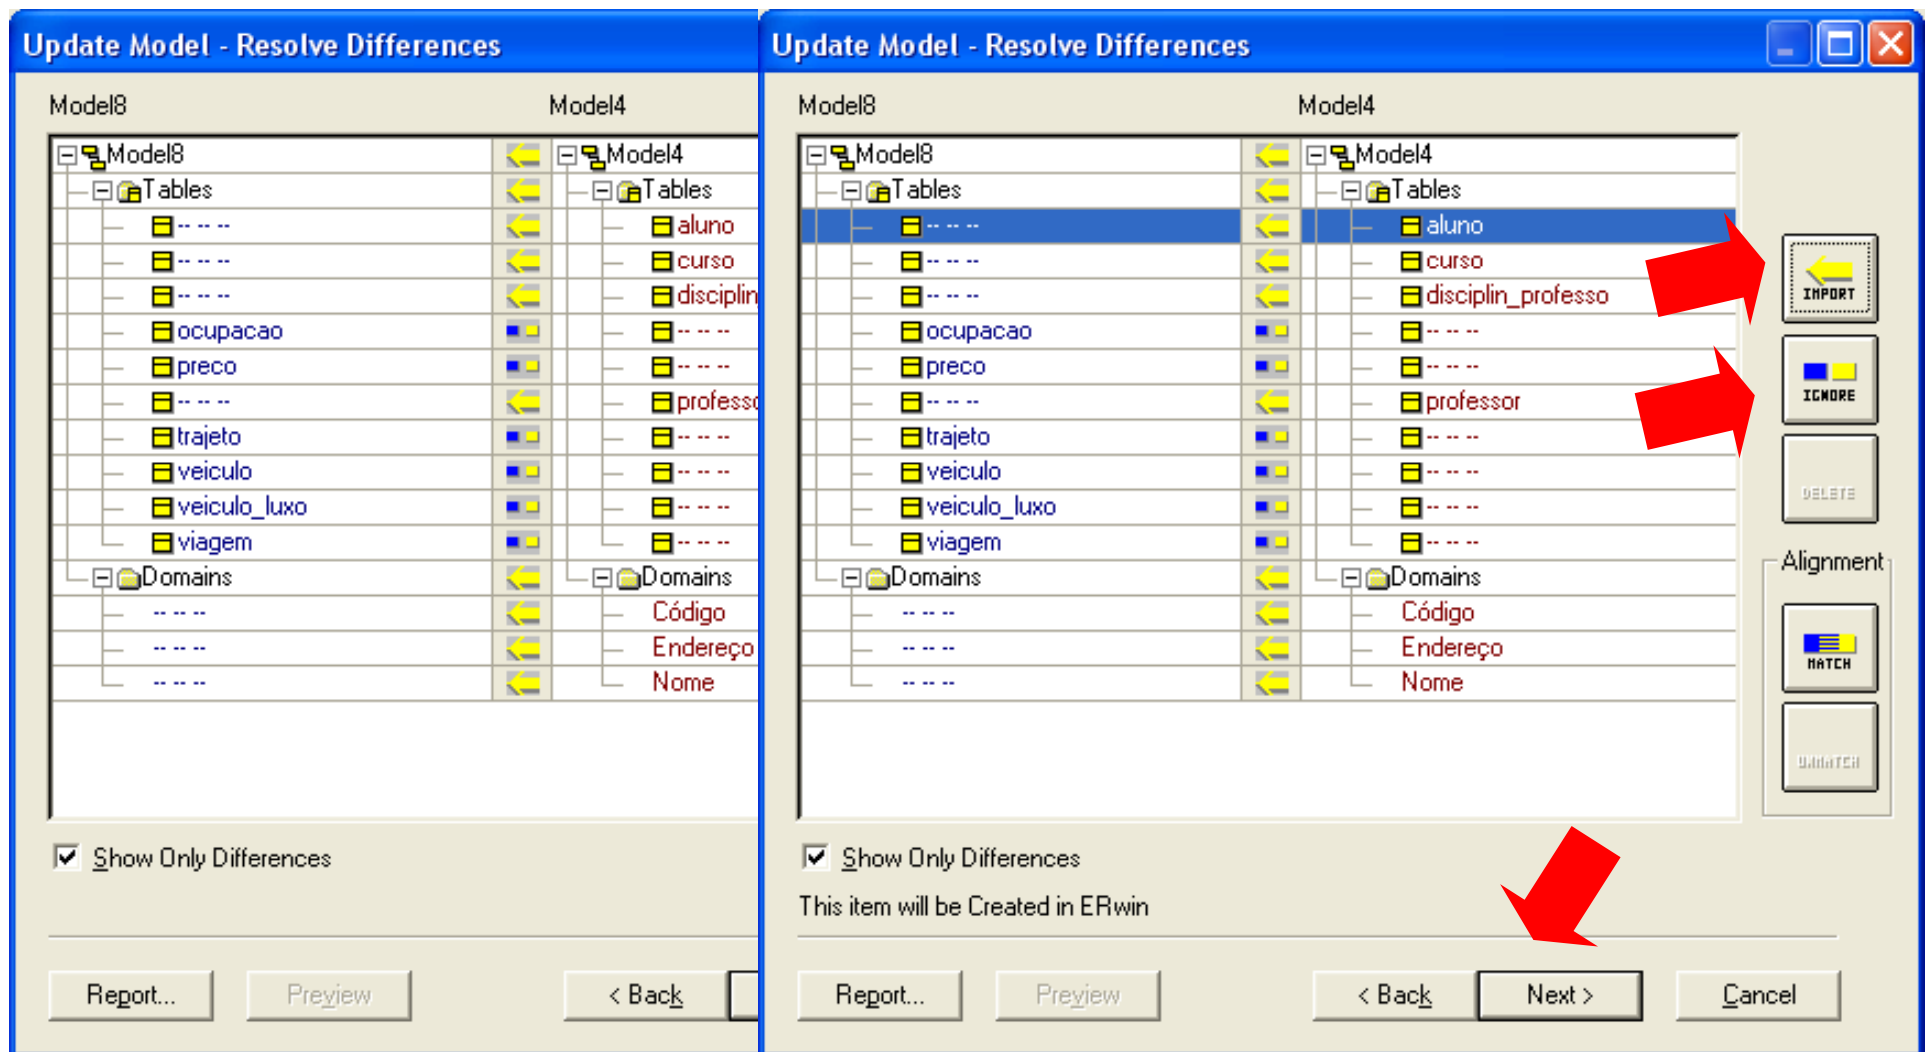 Update Model - Resolve Differences
Model8 Model4
Model8 Model4
Tables Tables
-- -- -- aluno
-- -- -- curso
-- -- -- disciplin
ocupacao -- -- --
preco -- -- --
-- -- -- professo
trajeto -- -- --
veiculo -- -- --
veiculo_luxo -- -- --
viagem -- -- --
Domains Domains
-- -- -- Código
-- -- -- Endereço
-- -- -- Nome
Show Only Differences
Report... Preview < Back
Update Model - Resolve Differences
Model8 Model4
Model8 Model4
Tables Tables
-- -- -- aluno
-- -- -- curso
-- -- -- disciplin_professo
ocupacao -- -- --
preco -- -- --
-- -- -- professor
trajeto -- -- --
veiculo -- -- --
veiculo_luxo -- -- --
viagem -- -- --
Domains Domains
-- -- -- Código
-- -- -- Endereço
-- -- -- Nome
IMPORT
IGNORE
DELETE
Alignment
MATCH
UNMATCH
Show Only Differences
This item will be Created in ERwin
Report... Preview < Back Next > Cancel